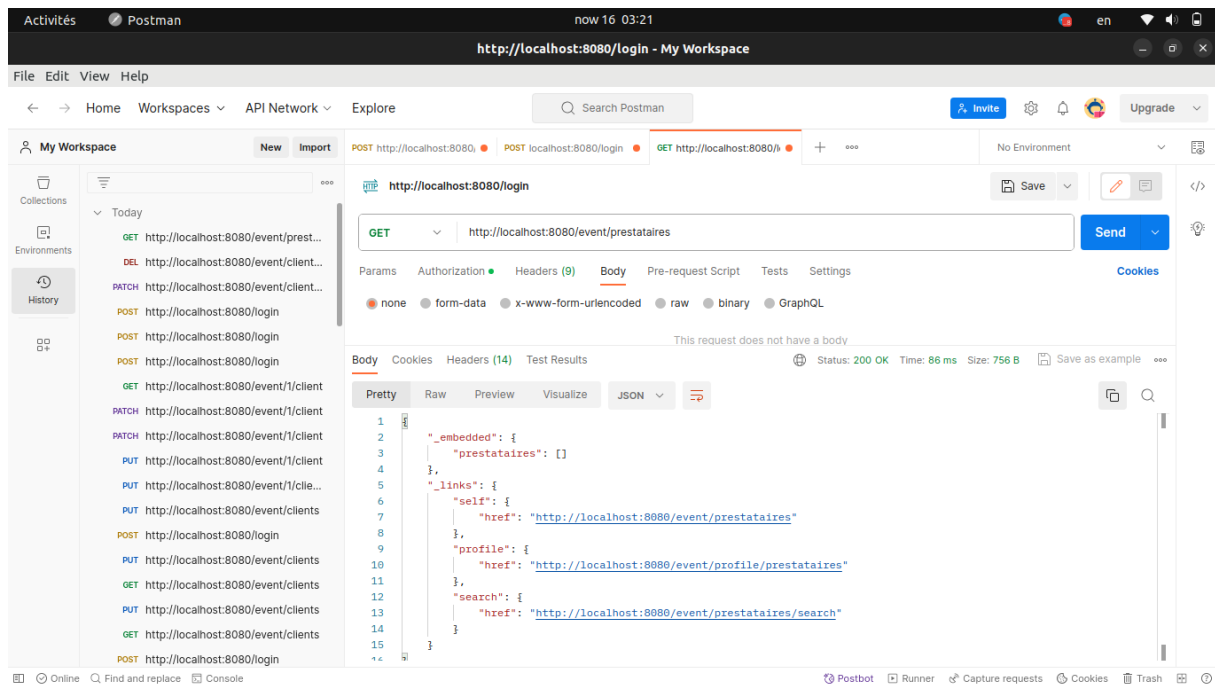 Activités Postman now 16 03:21 en
http://localhost:8080/login - My Workspace
File Edit View Help
Home Workspaces API Network Explore Search Postman Invite Upgrade
My Workspace New Import POST http://localhost:8080/ POST localhost:8080/login GET http://localhost:8080/l No Environment
Collections
Environments
History
Today
GET http://localhost:8080/event/prest...
DEL http://localhost:8080/event/client...
PATCH http://localhost:8080/event/client...
POST http://localhost:8080/login
POST http://localhost:8080/login
POST http://localhost:8080/login
GET http://localhost:8080/event/1/client
PATCH http://localhost:8080/event/1/client
PATCH http://localhost:8080/event/1/client
PUT http://localhost:8080/event/1/client
PUT http://localhost:8080/event/1/clie...
PUT http://localhost:8080/event/clients
POST http://localhost:8080/login
PUT http://localhost:8080/event/clients
GET http://localhost:8080/event/clients
PUT http://localhost:8080/event/clients
GET http://localhost:8080/event/clients
POST http://localhost:8080/login
HTTP http://localhost:8080/login Save
GET http://localhost:8080/event/prestataires Send
Params Authorization Headers (9) Body Pre-request Script Tests Settings Cookies
none form-data x-www-form-urlencoded raw binary GraphQL
This request does not have a body
Body Cookies Headers (14) Test Results Status: 200 OK Time: 86 ms Size: 756 B Save as example
Pretty Raw Preview Visualize JSON
1 {
2 "_embedded": {
3 "prestataires": []
4 },
5 "_links": {
6 "self": {
7 "href": "http://localhost:8080/event/prestataires"
8 },
9 "profile": {
10 "href": "http://localhost:8080/event/profile/prestataires"
11 },
12 "search": {
13 "href": "http://localhost:8080/event/prestataires/search"
14 }
15 }
16 }
Online Find and replace Console Postbot Runner Capture requests Cookies Trash